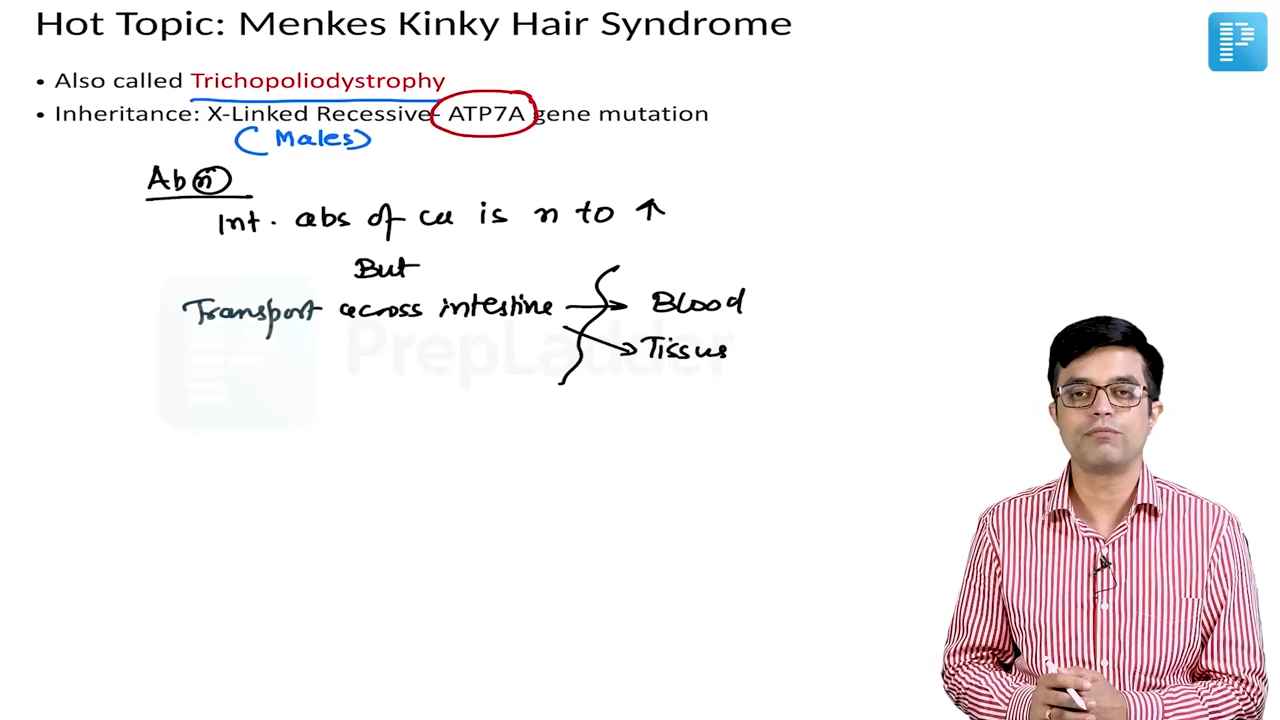 Hot Topic: Menkes Kinky Hair Syndrome
• Also called Trichopoliodystrophy
• Inheritance: X-Linked Recessive- ATP7A gene mutation
(Males)
Ab n
Int. abs of cu is n to ↑
But
Transport across intestine → Blood
→ Tissue
PrepLadder